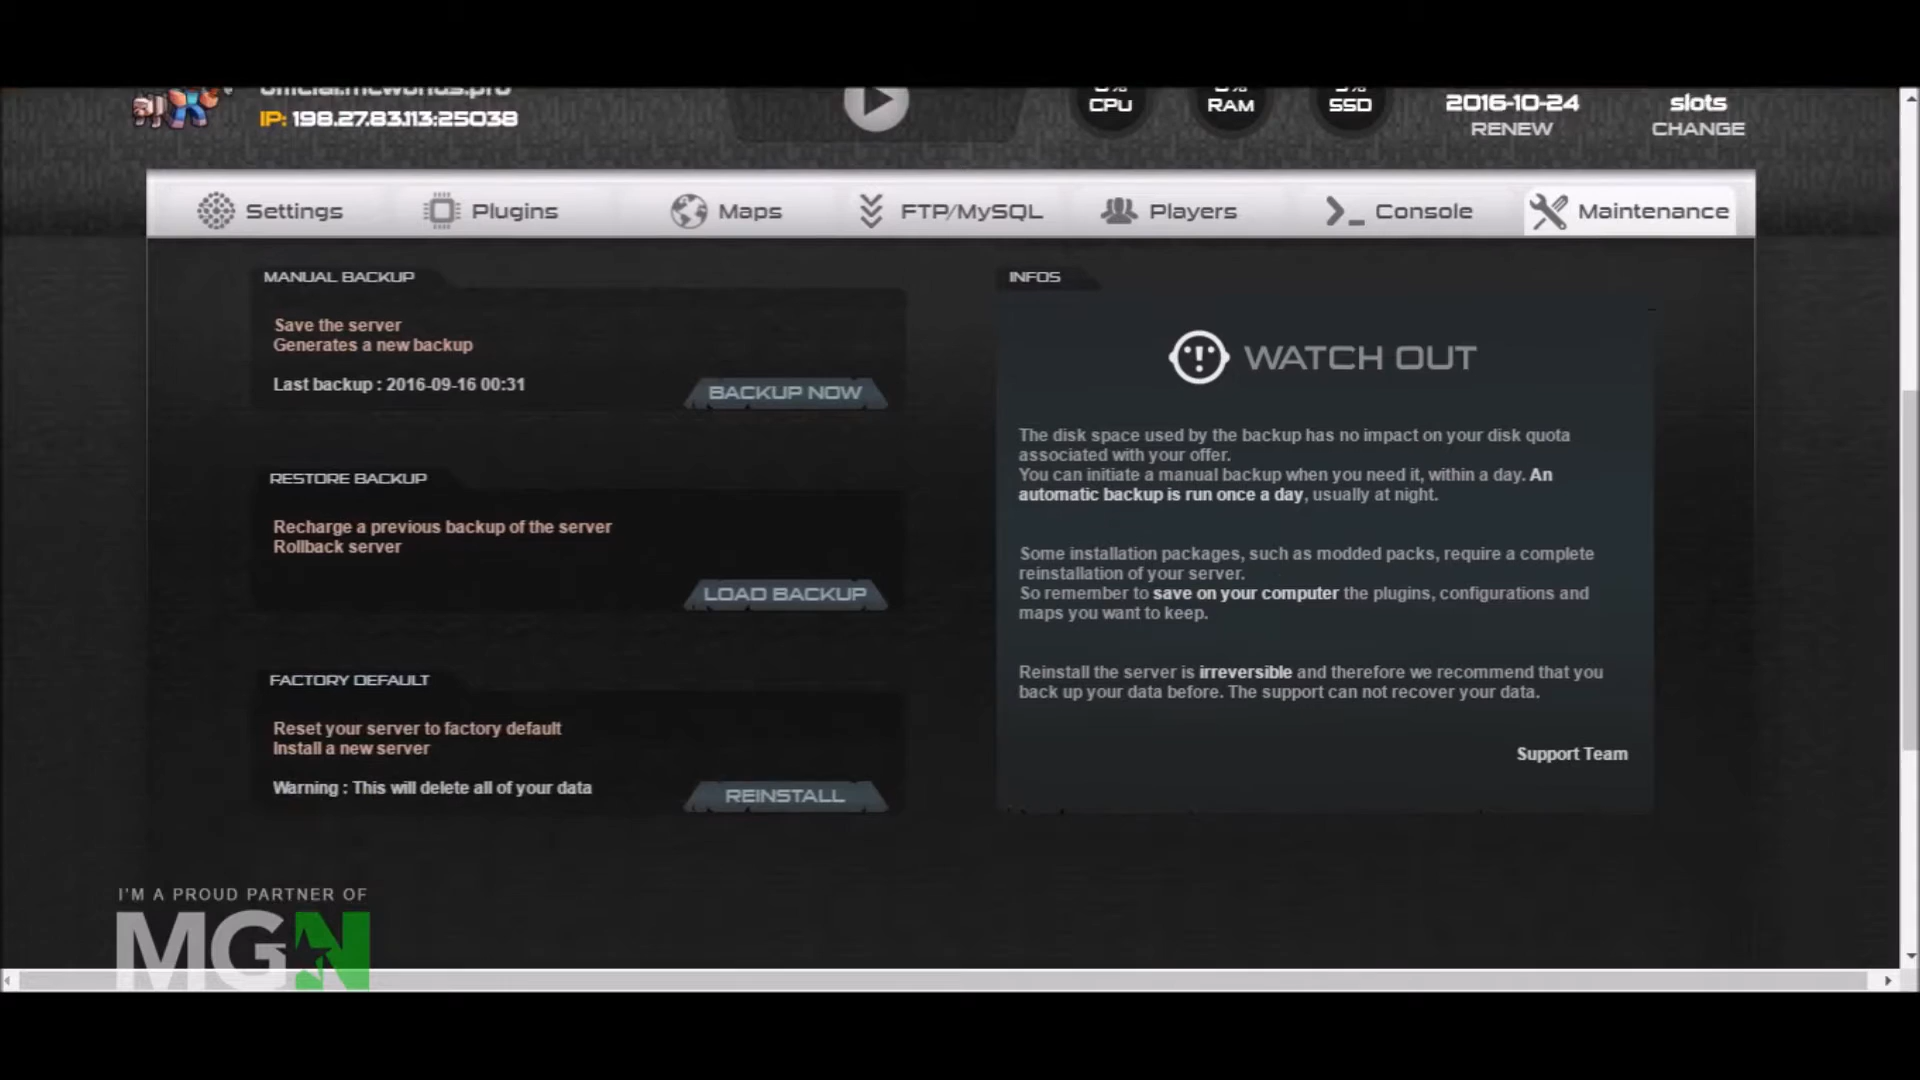 official.mcworlds.pro
IP: 198.27.83.113:25038
CPU
RAM
SSD
2016-10-24
RENEW
slots
CHANGE
Settings
Plugins
Maps
FTP/MySQL
Players
Console
Maintenance
MANUAL BACKUP
Save the server
Generates a new backup
Last backup : 2016-09-16 00:31
BACKUP NOW
RESTORE BACKUP
Recharge a previous backup of the server
Rollback server
LOAD BACKUP
FACTORY DEFAULT
Reset your server to factory default
Install a new server
Warning : This will delete all of your data
REINSTALL
INFOS
WATCH OUT
The disk space used by the backup has no impact on your disk quota
associated with your offer.
You can initiate a manual backup when you need it, within a day. An
automatic backup is run once a day, usually at night.
Some installation packages, such as modded packs, require a complete
reinstallation of your server.
So remember to save on your computer the plugins, configurations and
maps you want to keep.
Reinstall the server is irreversible and therefore we recommend that you
back up your data before. The support can not recover your data.
Support Team
I'M A PROUD PARTNER OF
MGN